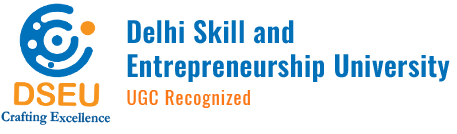 DSEU
Crafting Excellence
Delhi Skill and
Entrepreneurship University
UGC Recognized